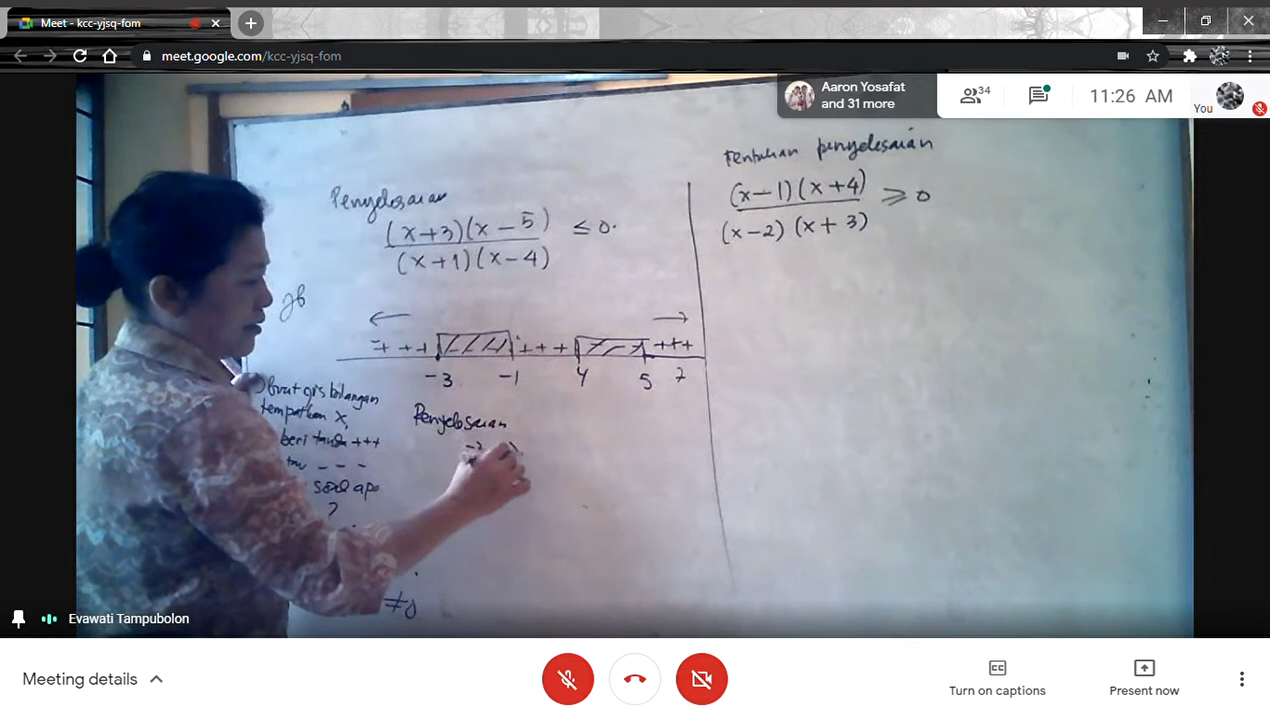 Meet - kcc-yjsq-fom
meet.google.com/kcc-yjsq-fom
Aaron Yosafat
and 31 more
34
11:26 AM
You
Penyelesaian
(x+3)(x-5)
(x+1)(x-4)
≤ 0.
+ ++
+++
+++
-3 -1 4 5 7
buat grs bilangan
tempatkan x,
beri tanda +++
- - -
soal
?
≠0
Penyelesaian
Tentukan penyelesaian
(x-1)(x+4)
(x-2) (x+3)
≥ 0
Evawati Tampubolon
Meeting details
Turn on captions
Present now